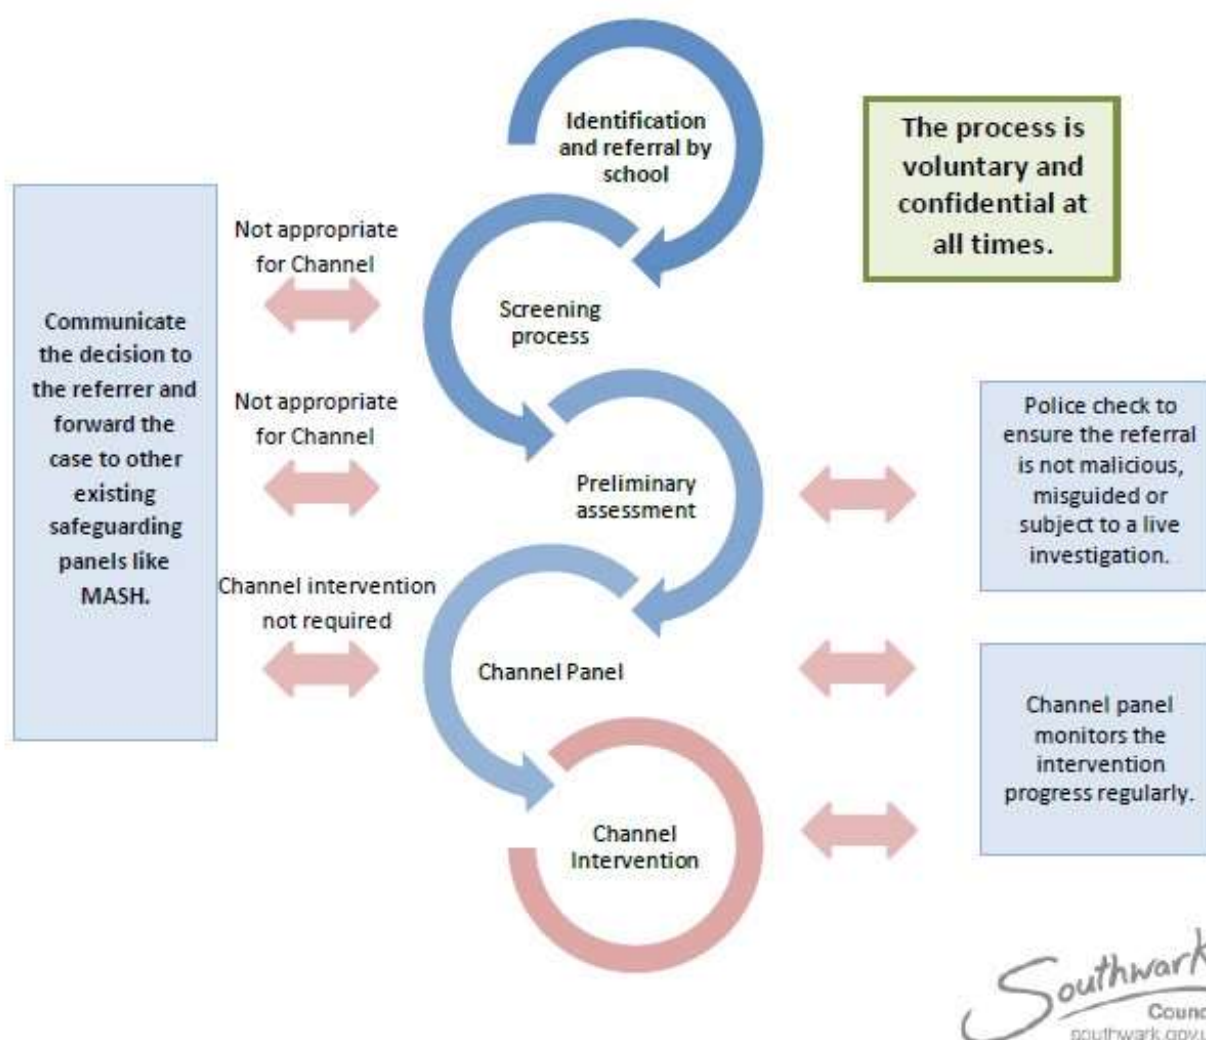 Identification
and referral by
school
The process is
voluntary and
confidential at
all times.
Not appropriate
for Channel
Screening
process
Communicate
the decision to
the referrer and
forward the
case to other
existing
safeguarding
panels like
MASH.
Not appropriate
for Channel
Preliminary
assessment
Police check to
ensure the referral
is not malicious,
misguided or
subject to a live
investigation.
Channel intervention
not required
Channel Panel
Channel panel
monitors the
intervention
progress regularly.
Channel
Intervention
Southwark
Counc
southwark.gov.u